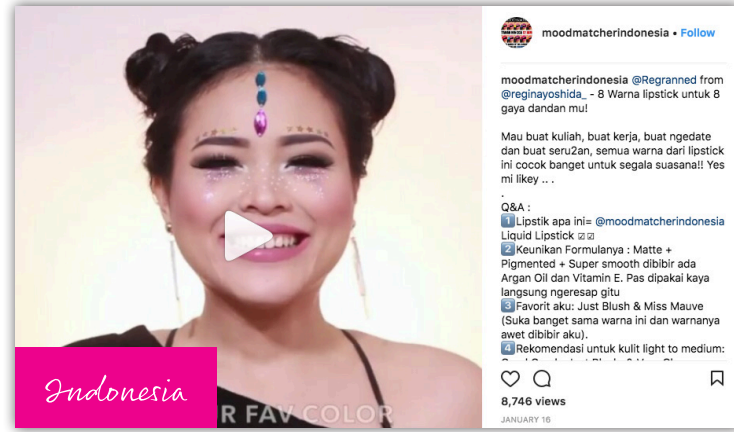 moodmatcherindonesia • Follow
moodmatcherindonesia @Regranned from
@reginayoshida_ - 8 Warna lipstick untuk 8
gaya dandan mu!
Mau buat kuliah, buat kerja, buat ngedate
dan buat seru2an, semua warna dari lipstick
ini cocok banget untuk segala suasana!! Yes
mi likey .. .
.
Q&A :
1️⃣Lipstik apa ini= @moodmatcherindonesia
Liquid Lipstick ☑☑
2️⃣Keunikan Formulanya : Matte +
Pigmented + Super smooth dibibir ada
Argan Oil dan Vitamin E. Pas dipakai kaya
langsung ngeresap gitu
3️⃣Favorit aku: Just Blush & Miss Mauve
(Suka banget sama warna ini dan warnanya
awet dibibir aku).
4️⃣Rekomendasi untuk kulit light to medium:
8,746 views
JANUARY 16
Indonesia
R FAV COLOR